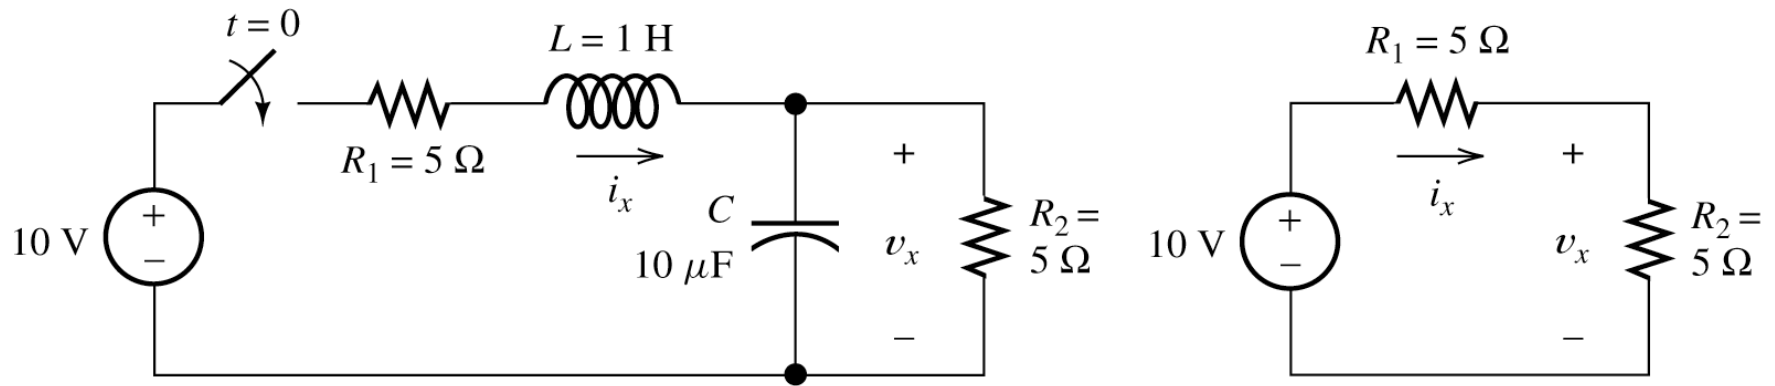 t = 0
L = 1 H
R₁ = 5 Ω
iₓ
10 V
+
−
C
10 μF
+
vₓ
−
R₂ =
5 Ω
R₁ = 5 Ω
iₓ
10 V
+
−
+
vₓ
−
R₂ =
5 Ω